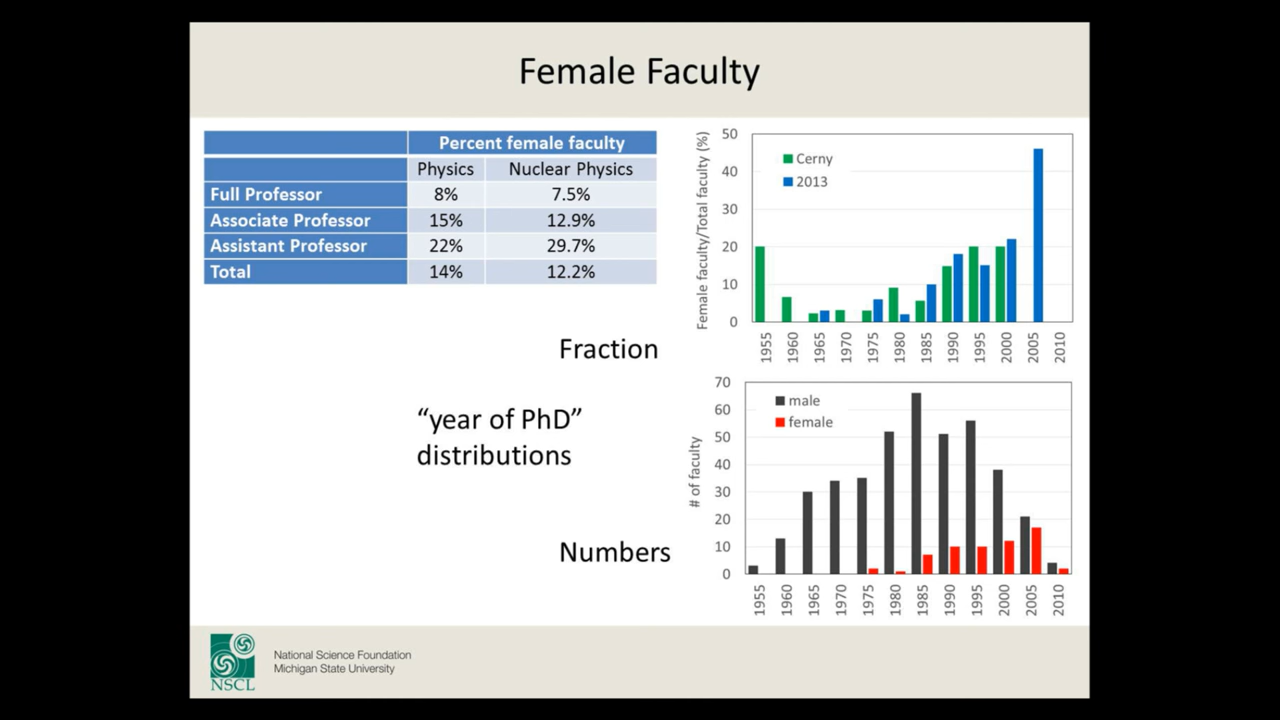 Female Faculty
Percent female faculty
Physics Nuclear Physics
Full Professor 8% 7.5%
Associate Professor 15% 12.9%
Assistant Professor 22% 29.7%
Total 14% 12.2%
Fraction
“year of PhD”
distributions
Numbers
Female faculty/Total faculty (%)
50
40
30
20
10
0
Cerny
2013
1955 1960 1965 1970 1975 1980 1985 1990 1995 2000 2005 2010
# of faculty
70
60
50
40
30
20
10
0
male
female
1955 1960 1965 1970 1975 1980 1985 1990 1995 2000 2005 2010
NSCL
National Science Foundation
Michigan State University